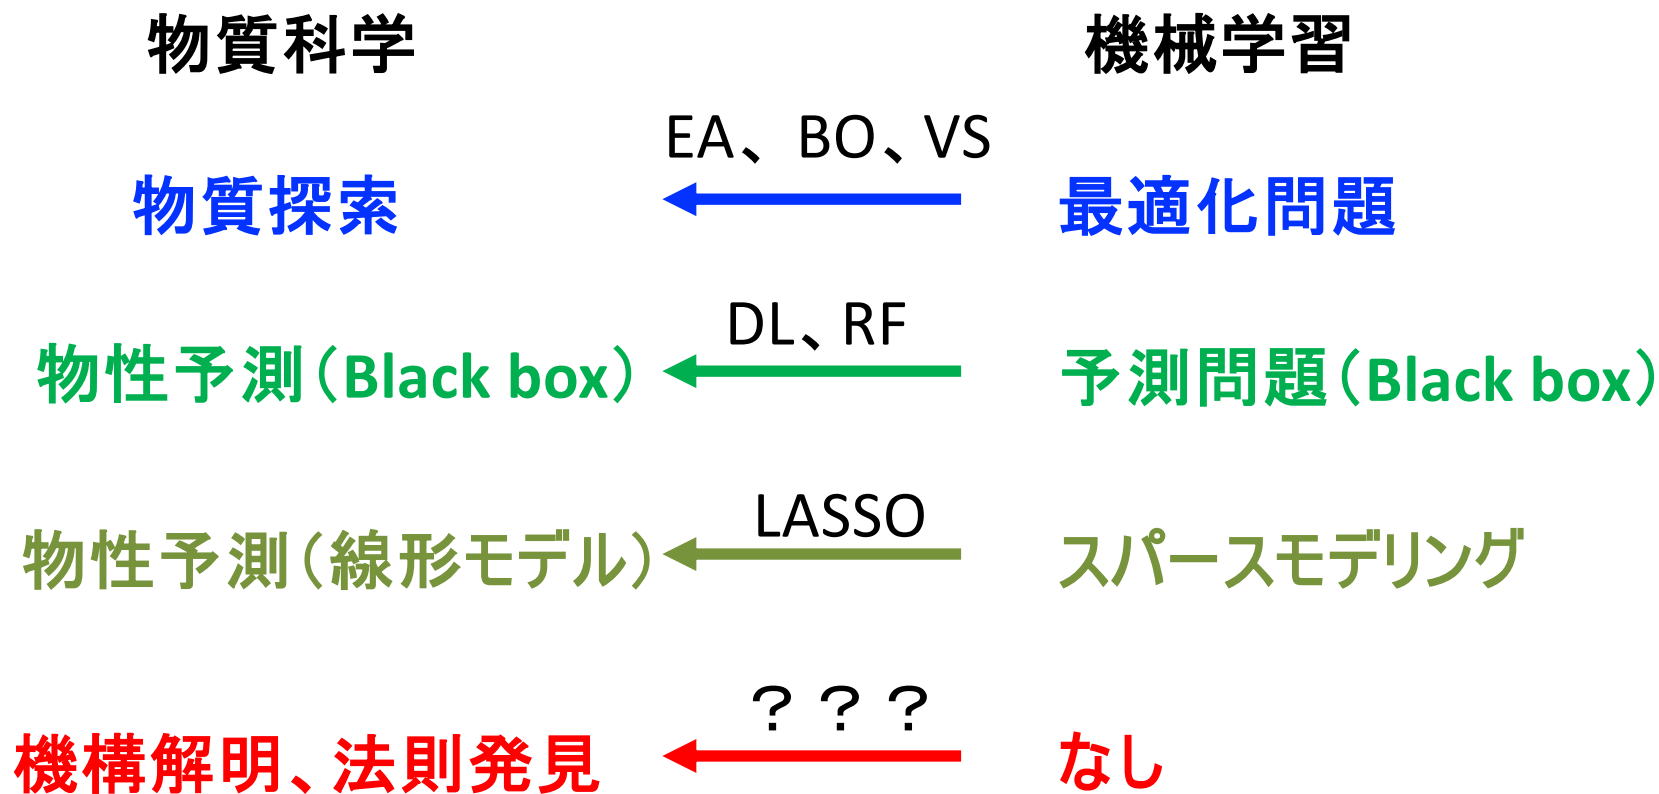 物質科学 機械学習
EA、BO、VS
物質探索 最適化問題
DL、RF
物性予測（Black box） 予測問題（Black box）
LASSO
物性予測（線形モデル） スパースモデリング
？？？
機構解明、法則発見 なし